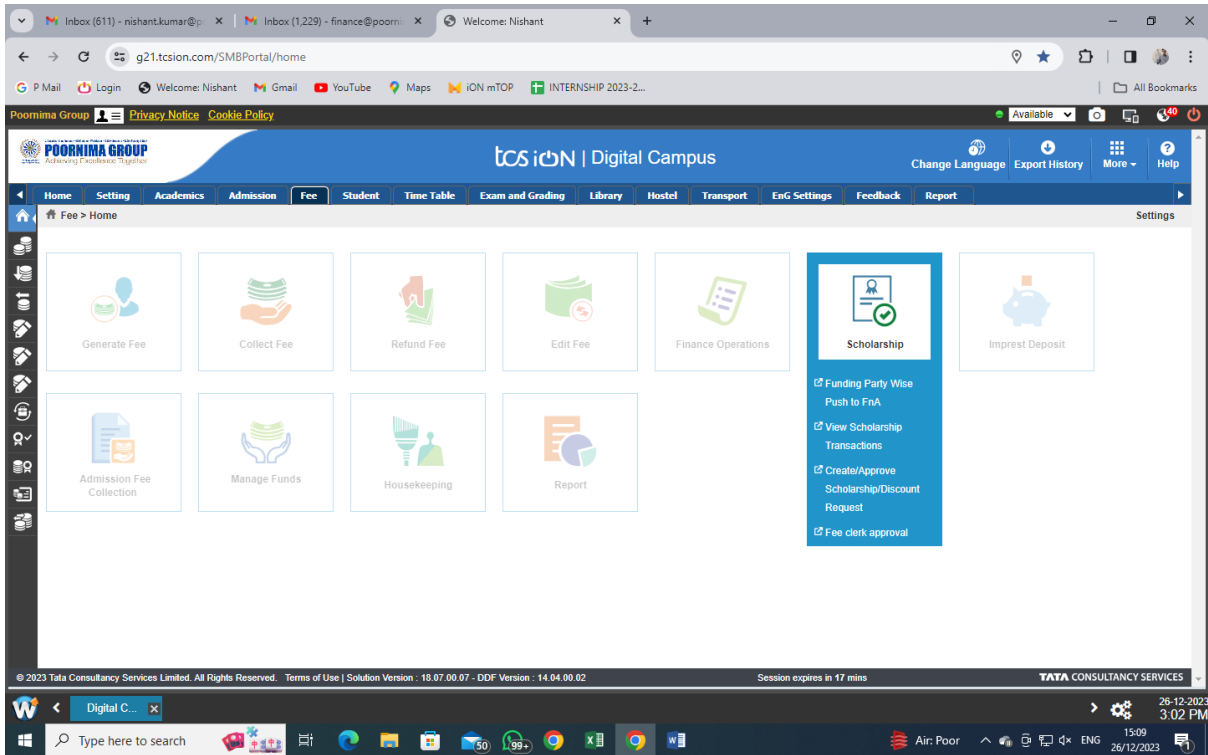 Inbox (611) - nishant.kumar@p
Inbox (1,229) - finance@poorni
Welcome: Nishant
g21.tcsion.com/SMBPortal/home
P Mail
Login
Welcome: Nishant
Gmail
YouTube
Maps
iON mTOP
INTERNSHIP 2023-2...
All Bookmarks
Poornima Group
Privacy Notice
Cookie Policy
Available
40
POORNIMA GROUP
Achieving Excellence Together
tcs iON | Digital Campus
Change Language
Export History
More
Help
Home
Setting
Academics
Admission
Fee
Student
Time Table
Exam and Grading
Library
Hostel
Transport
EnG Settings
Feedback
Report
Fee > Home
Settings
Generate Fee
Collect Fee
Refund Fee
Edit Fee
Finance Operations
Scholarship
Imprest Deposit
Funding Party Wise
Push to FnA
View Scholarship
Transactions
Create/Approve
Scholarship/Discount
Request
Fee clerk approval
Admission Fee
Collection
Manage Funds
Housekeeping
Report
© 2023 Tata Consultancy Services Limited. All Rights Reserved. Terms of Use | Solution Version : 18.07.00.07 - DDF Version : 14.04.00.02
Session expires in 17 mins
TATA CONSULTANCY SERVICES
Digital C...
26-12-2023
3:02 PM
Type here to search
50
99+
Air: Poor
ENG
15:09
26/12/2023